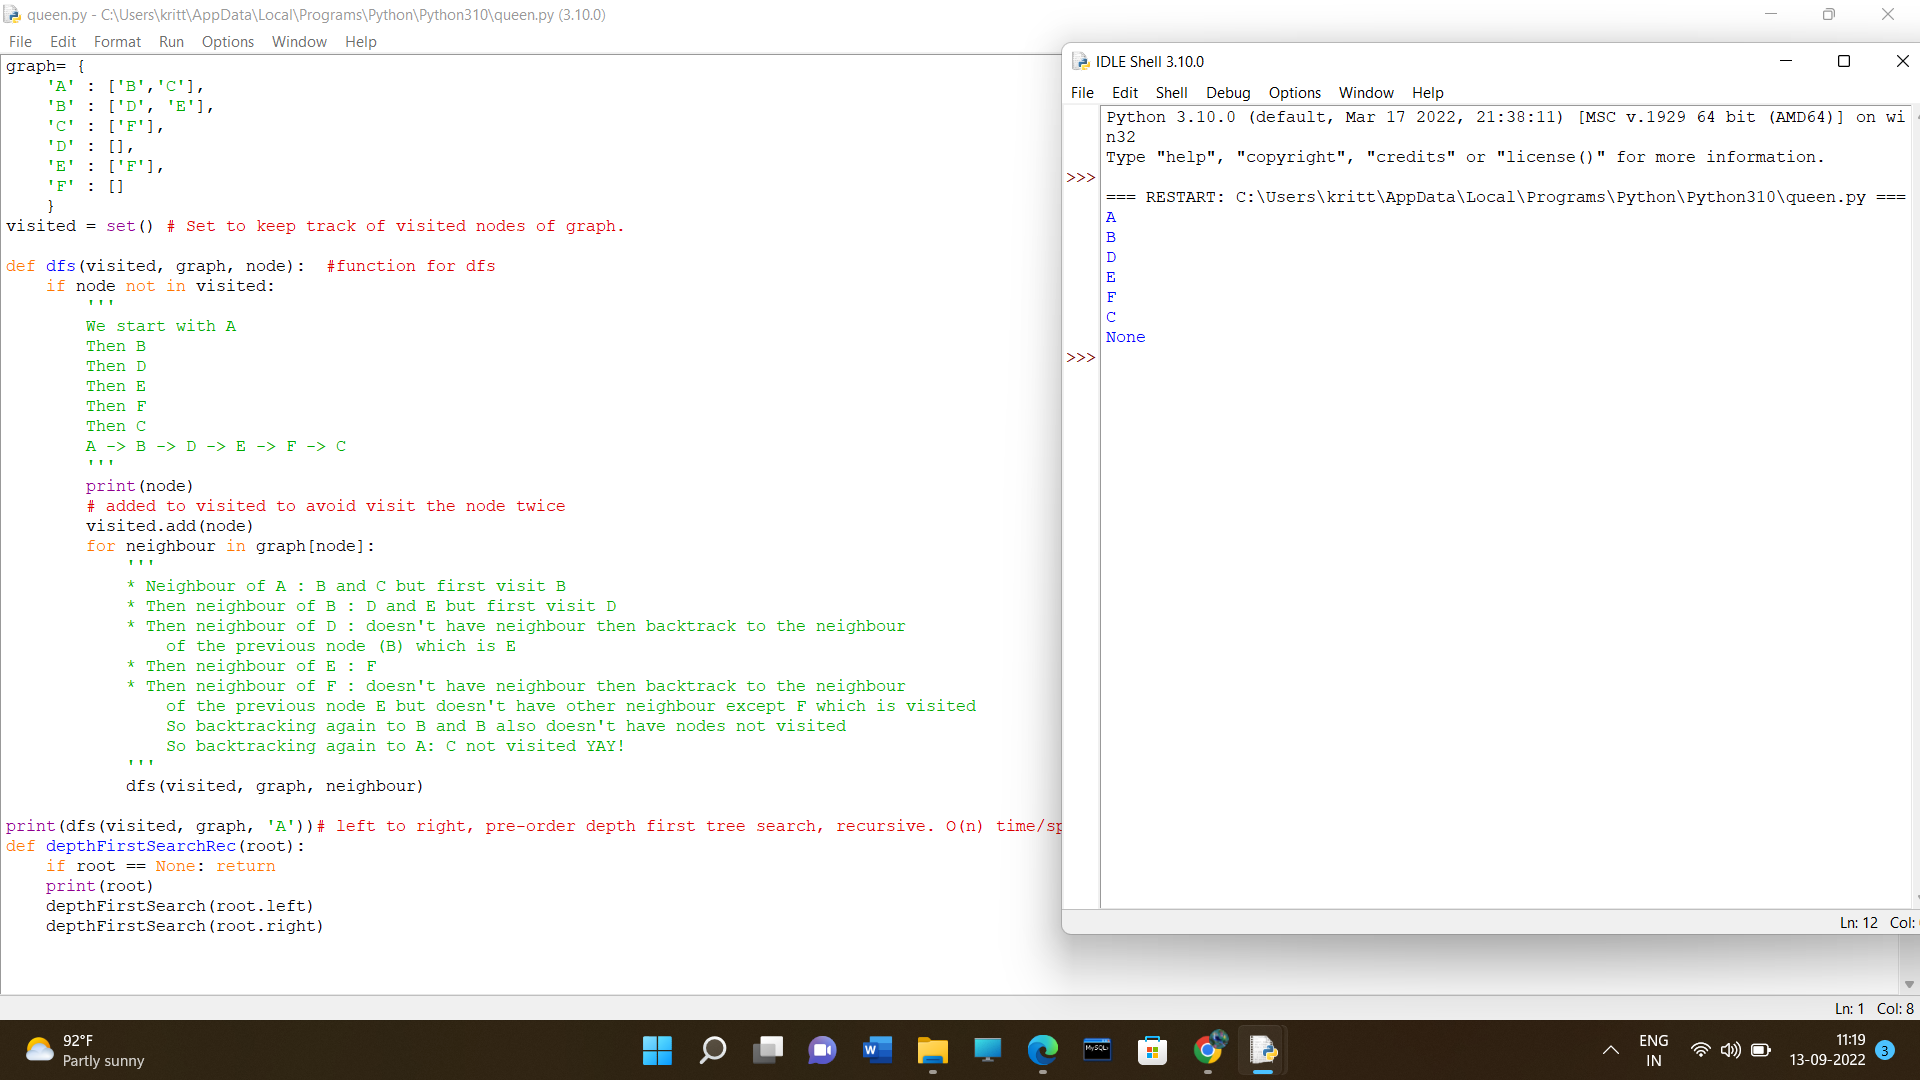 queen.py - C:\Users\kritt\AppData\Local\Programs\Python\Python310\queen.py (3.10.0)
File Edit Format Run Options Window Help
graph= {
    'A' : ['B','C'],
    'B' : ['D', 'E'],
    'C' : ['F'],
    'D' : [],
    'E' : ['F'],
    'F' : []
    }
visited = set() # Set to keep track of visited nodes of graph.
def dfs(visited, graph, node):  #function for dfs
    if node not in visited:
        '''
        We start with A
        Then B
        Then D
        Then E
        Then F
        Then C
        A -> B -> D -> E -> F -> C
        '''
        print(node)
        # added to visited to avoid visit the node twice
        visited.add(node)
        for neighbour in graph[node]:
            '''
            * Neighbour of A : B and C but first visit B
            * Then neighbour of B : D and E but first visit D
            * Then neighbour of D : doesn't have neighbour then backtrack to the neighbour
                of the previous node (B) which is E
            * Then neighbour of E : F
            * Then neighbour of F : doesn't have neighbour then backtrack to the neighbour
                of the previous node E but doesn't have other neighbour except F which is visited
                So backtracking again to B and B also doesn't have nodes not visited
                So backtracking again to A: C not visited YAY!
            '''
            dfs(visited, graph, neighbour)
print(dfs(visited, graph, 'A'))# left to right, pre-order depth first tree search, recursive. O(n) time/sp
def depthFirstSearchRec(root):
    if root == None: return
    print(root)
    depthFirstSearch(root.left)
    depthFirstSearch(root.right)
Ln: 1 Col: 8
IDLE Shell 3.10.0
File Edit Shell Debug Options Window Help
Python 3.10.0 (default, Mar 17 2022, 21:38:11) [MSC v.1929 64 bit (AMD64)] on wi
n32
Type "help", "copyright", "credits" or "license()" for more information.
>>>
=== RESTART: C:\Users\kritt\AppData\Local\Programs\Python\Python310\queen.py ===
A
B
D
E
F
C
None
>>>
Ln: 12 Col:
92°F
Partly sunny
W
MySQL
ENG
IN
11:19
13-09-2022
3